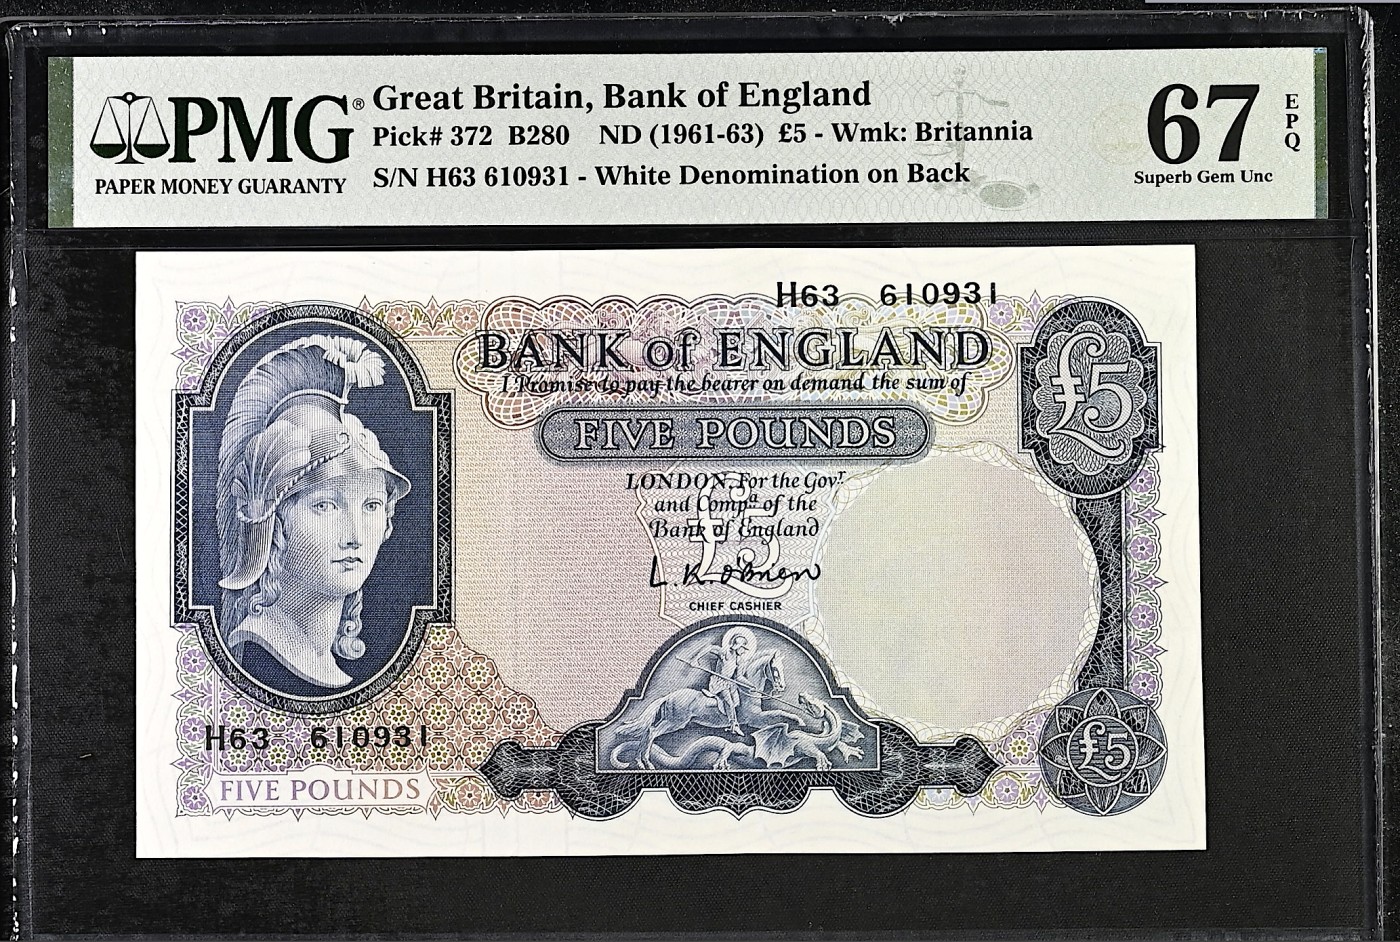 PMG®
PAPER MONEY GUARANTY
Great Britain, Bank of England
Pick# 372 B280 ND (1961-63) £5 - Wmk: Britannia
S/N H63 610931 - White Denomination on Back
67
EPQ
Superb Gem Unc
H63 610931
BANK of ENGLAND
I Promise to pay the bearer on demand the sum of
FIVE POUNDS
£5
LONDON, For the Govr.
and Compa. of the
Bank of England
£5
L.K. O'Brien
CHIEF CASHIER
H63 610931
FIVE POUNDS
£5